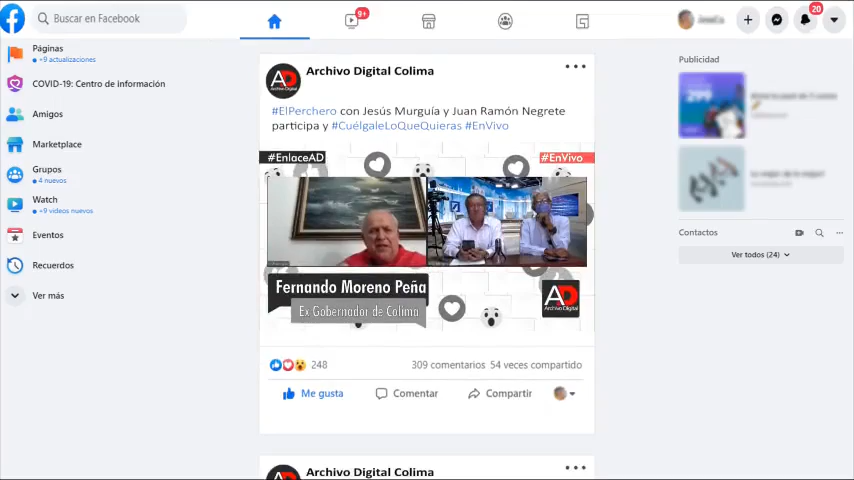 Buscar en Facebook
9+
20
Páginas
+9 actualizaciones
COVID-19: Centro de información
Amigos
Marketplace
Grupos
4 nuevos
Watch
+9 videos nuevos
Eventos
Recuerdos
Ver más
Archivo Digital Colima
#ElPerchero con Jesús Murguía y Juan Ramón Negrete
participa y #CuélgaleLoQueQuieras #EnVivo
#EnlaceAD
#EnVivo
Fernando Moreno Peña
Ex Gobernador de Colima
AD
Archivo Digital
248
309 comentarios 54 veces compartido
Me gusta
Comentar
Compartir
Archivo Digital Colima
Publicidad
Contactos
Ver todos (24)